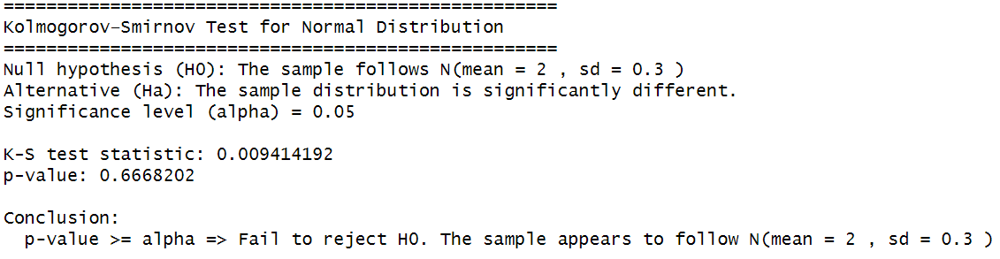 ====================================================
Kolmogorov-Smirnov Test for Normal Distribution
====================================================
Null hypothesis (H0): The sample follows N(mean = 2 , sd = 0.3 )
Alternative (Ha): The sample distribution is significantly different.
Significance level (alpha) = 0.05

K-S test statistic: 0.009414192
p-value: 0.6668202

Conclusion:
  p-value >= alpha => Fail to reject H0. The sample appears to follow N(mean = 2 , sd = 0.3 )